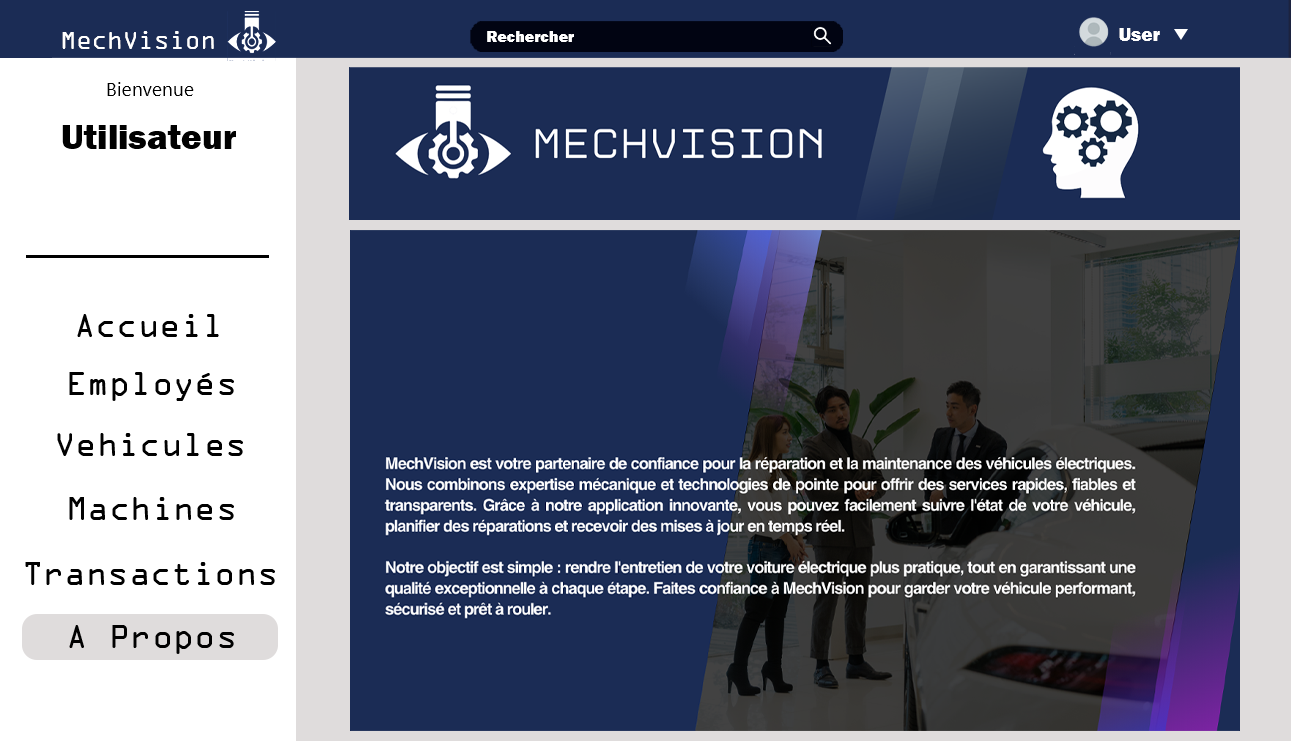 MechVision
Rechercher
User
Bienvenue
Utilisateur
Accueil
Employés
Vehicules
Machines
Transactions
A Propos
MECHVISION
MechVision est votre partenaire de confiance pour la réparation et la maintenance des véhicules électriques.
Nous combinons expertise mécanique et technologies de pointe pour offrir des services rapides, fiables et
transparents. Grâce à notre application innovante, vous pouvez facilement suivre l'état de votre véhicule,
planifier des réparations et recevoir des mises à jour en temps réel.
Notre objectif est simple : rendre l'entretien de votre voiture électrique plus pratique, tout en garantissant une
qualité exceptionnelle à chaque étape. Faites confiance à MechVision pour garder votre véhicule performant,
sécurisé et prêt à rouler.